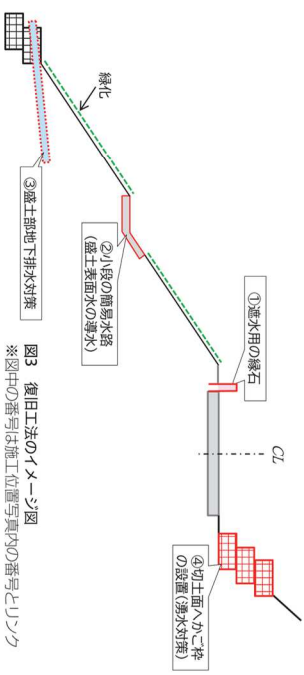 緑化
①遮水用の縁石
CL
②小段の簡易水路
(盛土表面水の導水)
③盛土部地下排水対策
④切土面へかご枠
の設置(湧水対策)
図3　復旧工法のイメージ図
※図中の番号は施工位置写真内の番号とリンク